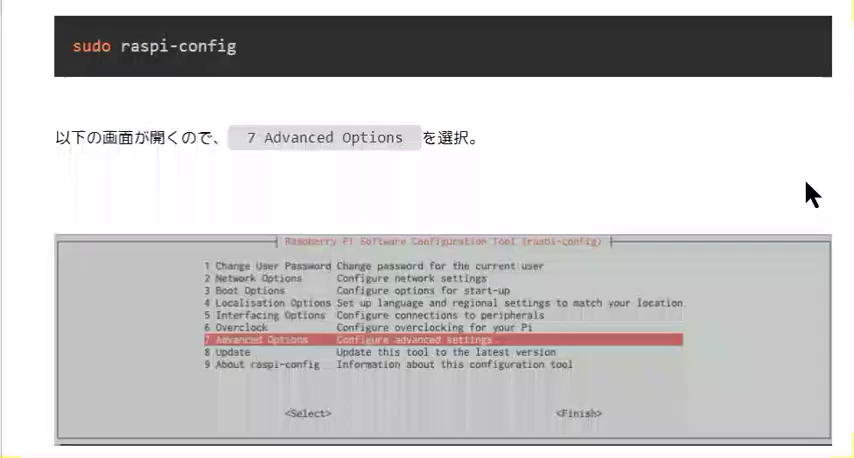 sudo raspi-config
以下の画面が開くので、 7 Advanced Options を選択。
Raspberry Pi Software Configuration Tool (raspi-config)
1 Change User Password Change password for the current user
2 Network Options Configure network settings
3 Boot Options Configure options for start-up
4 Localisation Options Set up language and regional settings to match your location
5 Interfacing Options Configure connections to peripherals
6 Overclock Configure overclocking for your Pi
7 Advanced Options Configure advanced settings
8 Update Update this tool to the latest version
9 About raspi-config Information about this configuration tool
<Select> <Finish>